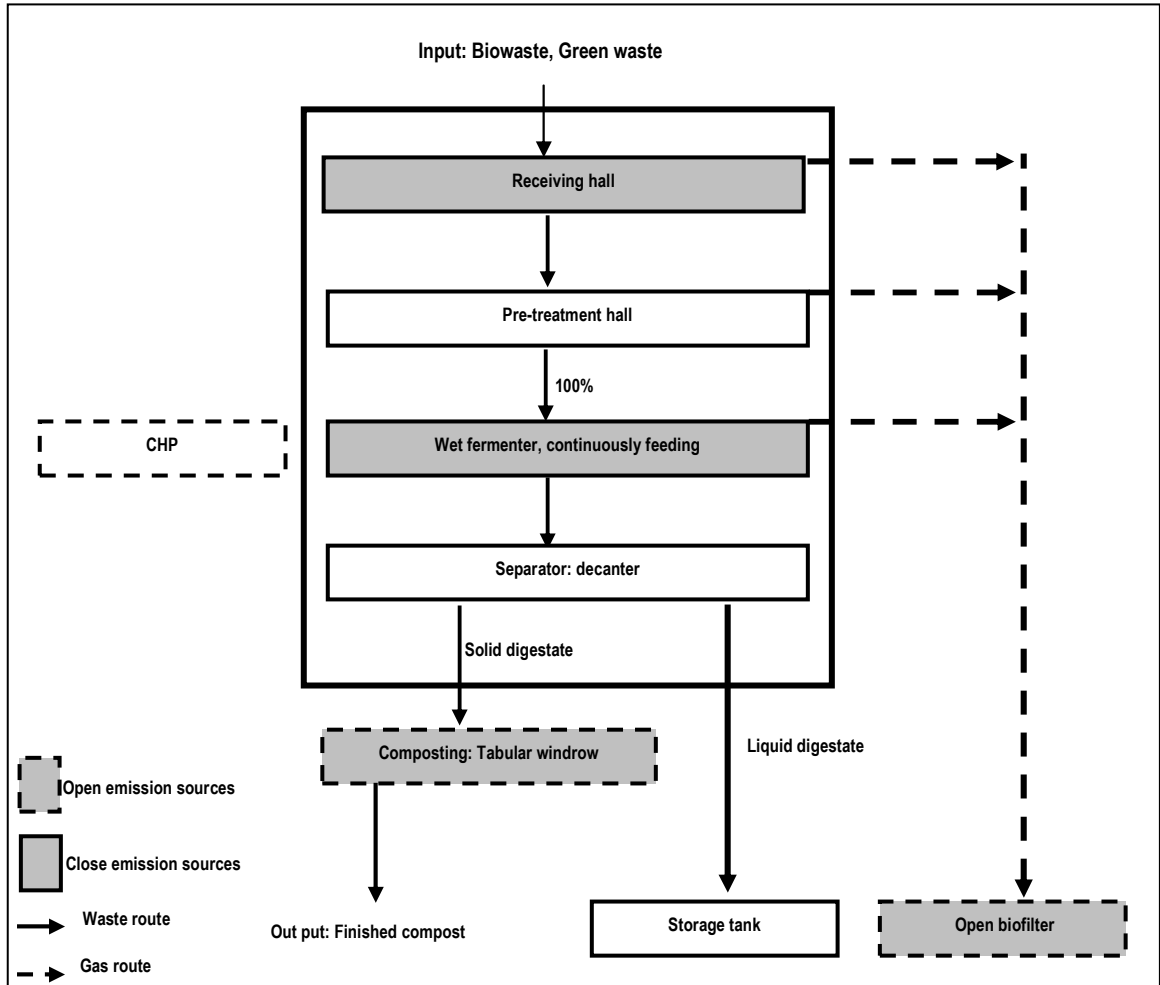 Input: Biowaste, Green waste
Receiving hall
Pre-treatment hall
100%
CHP
Wet fermenter, continuously feeding
Separator: decanter
Solid digestate
Composting: Tabular windrow
Liquid digestate
Open emission sources
Close emission sources
Waste route
Out put: Finished compost
Storage tank
Open biofilter
Gas route